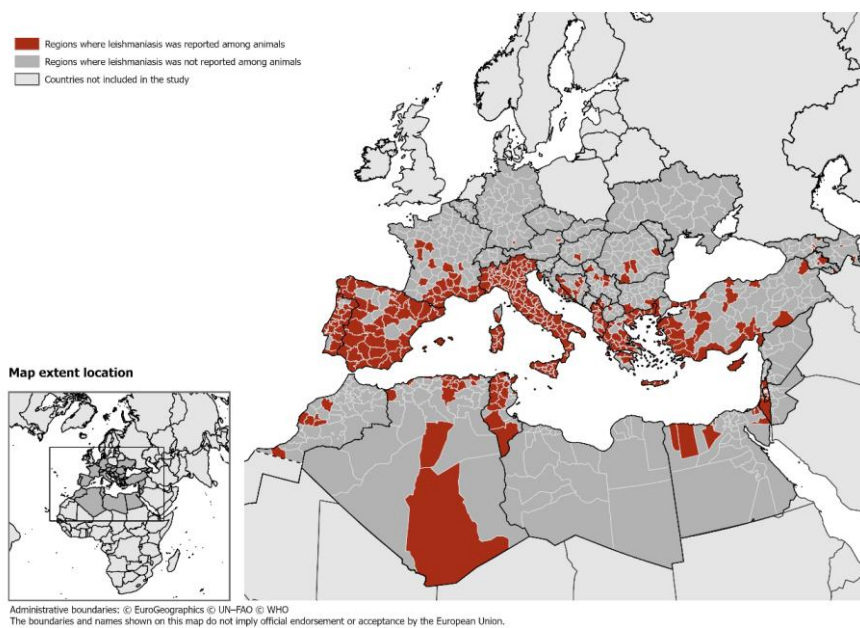 Regions where leishmaniasis was reported among animals
Regions where leishmaniasis was not reported among animals
Countries not included in the study
Map extent location
Administrative boundaries: © EuroGeographics © UN–FAO © WHO
The boundaries and names shown on this map do not imply official endorsement or acceptance by the European Union.